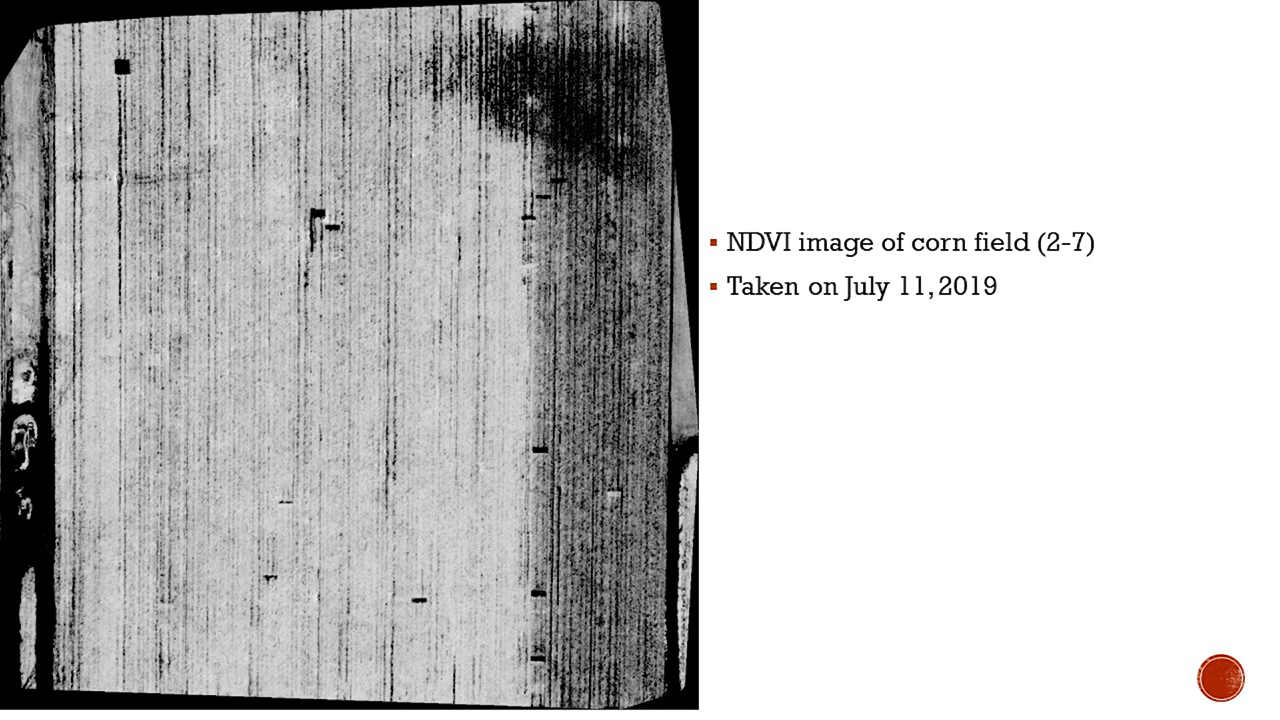 NDVI image of corn field (2-7)
Taken on July 11, 2019